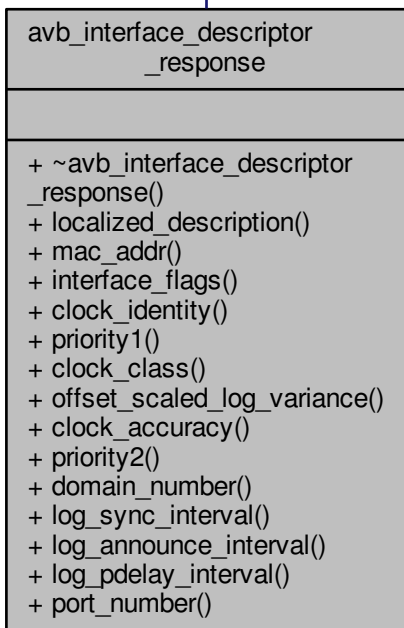 avb_interface_descriptor
_response
+ ~avb_interface_descriptor
_response()
+ localized_description()
+ mac_addr()
+ interface_flags()
+ clock_identity()
+ priority1()
+ clock_class()
+ offset_scaled_log_variance()
+ clock_accuracy()
+ priority2()
+ domain_number()
+ log_sync_interval()
+ log_announce_interval()
+ log_pdelay_interval()
+ port_number()